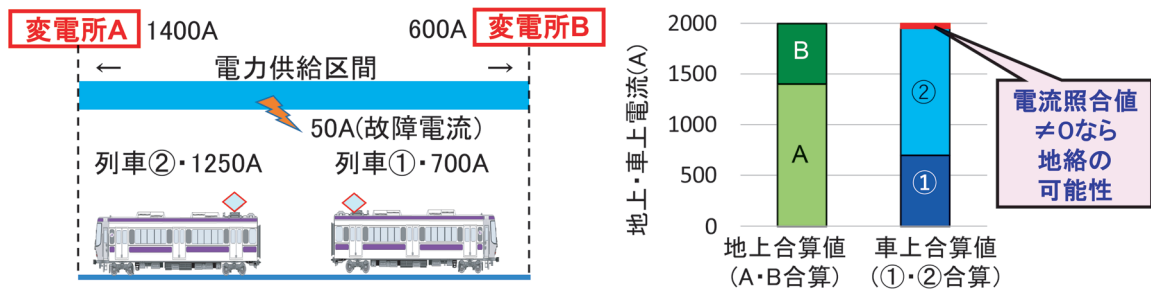 変電所A 1400A
600A 変電所B
← 電力供給区間 →
50A(故障電流)
列車②・1250A
列車①・700A
地上・車上電流(A)
2000
1500
1000
500
0
B
A
②
①
電流照合値
≠0なら
地絡の
可能性
地上合算値
(A・B合算)
車上合算値
(①・②合算)